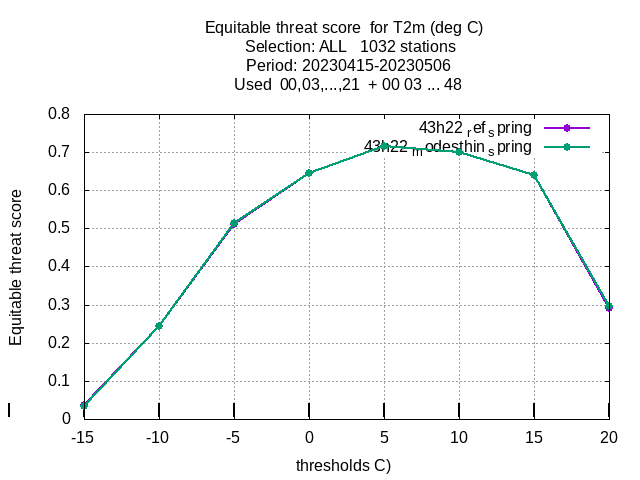 Equitable threat score  for T2m (deg C)
Selection: ALL   1032 stations
Period: 20230415-20230506
Used  00,03,...,21  + 00 03 ... 48
0.8
43h22 ref spring
0.7
43h22 modesthin spring
0.6
0.5
Equitable threat score
0.4
0.3
0.2
0.1
0
-15 -10 -5 0 5 10 15 20
thresholds C)